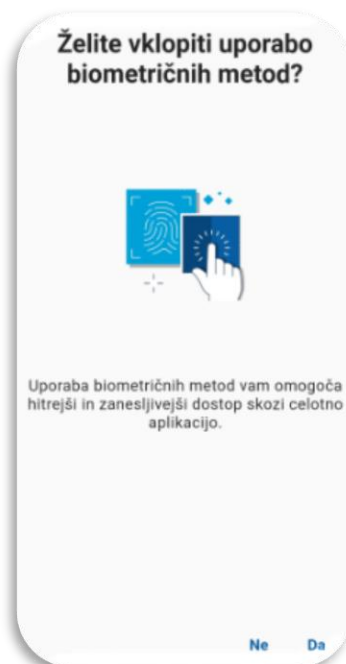 Želite vklopiti uporabo
biometričnih metod?
Uporaba biometričnih metod vam omogoča
hitrejši in zanesljivejši dostop skozi celotno
aplikacijo.
Ne Da